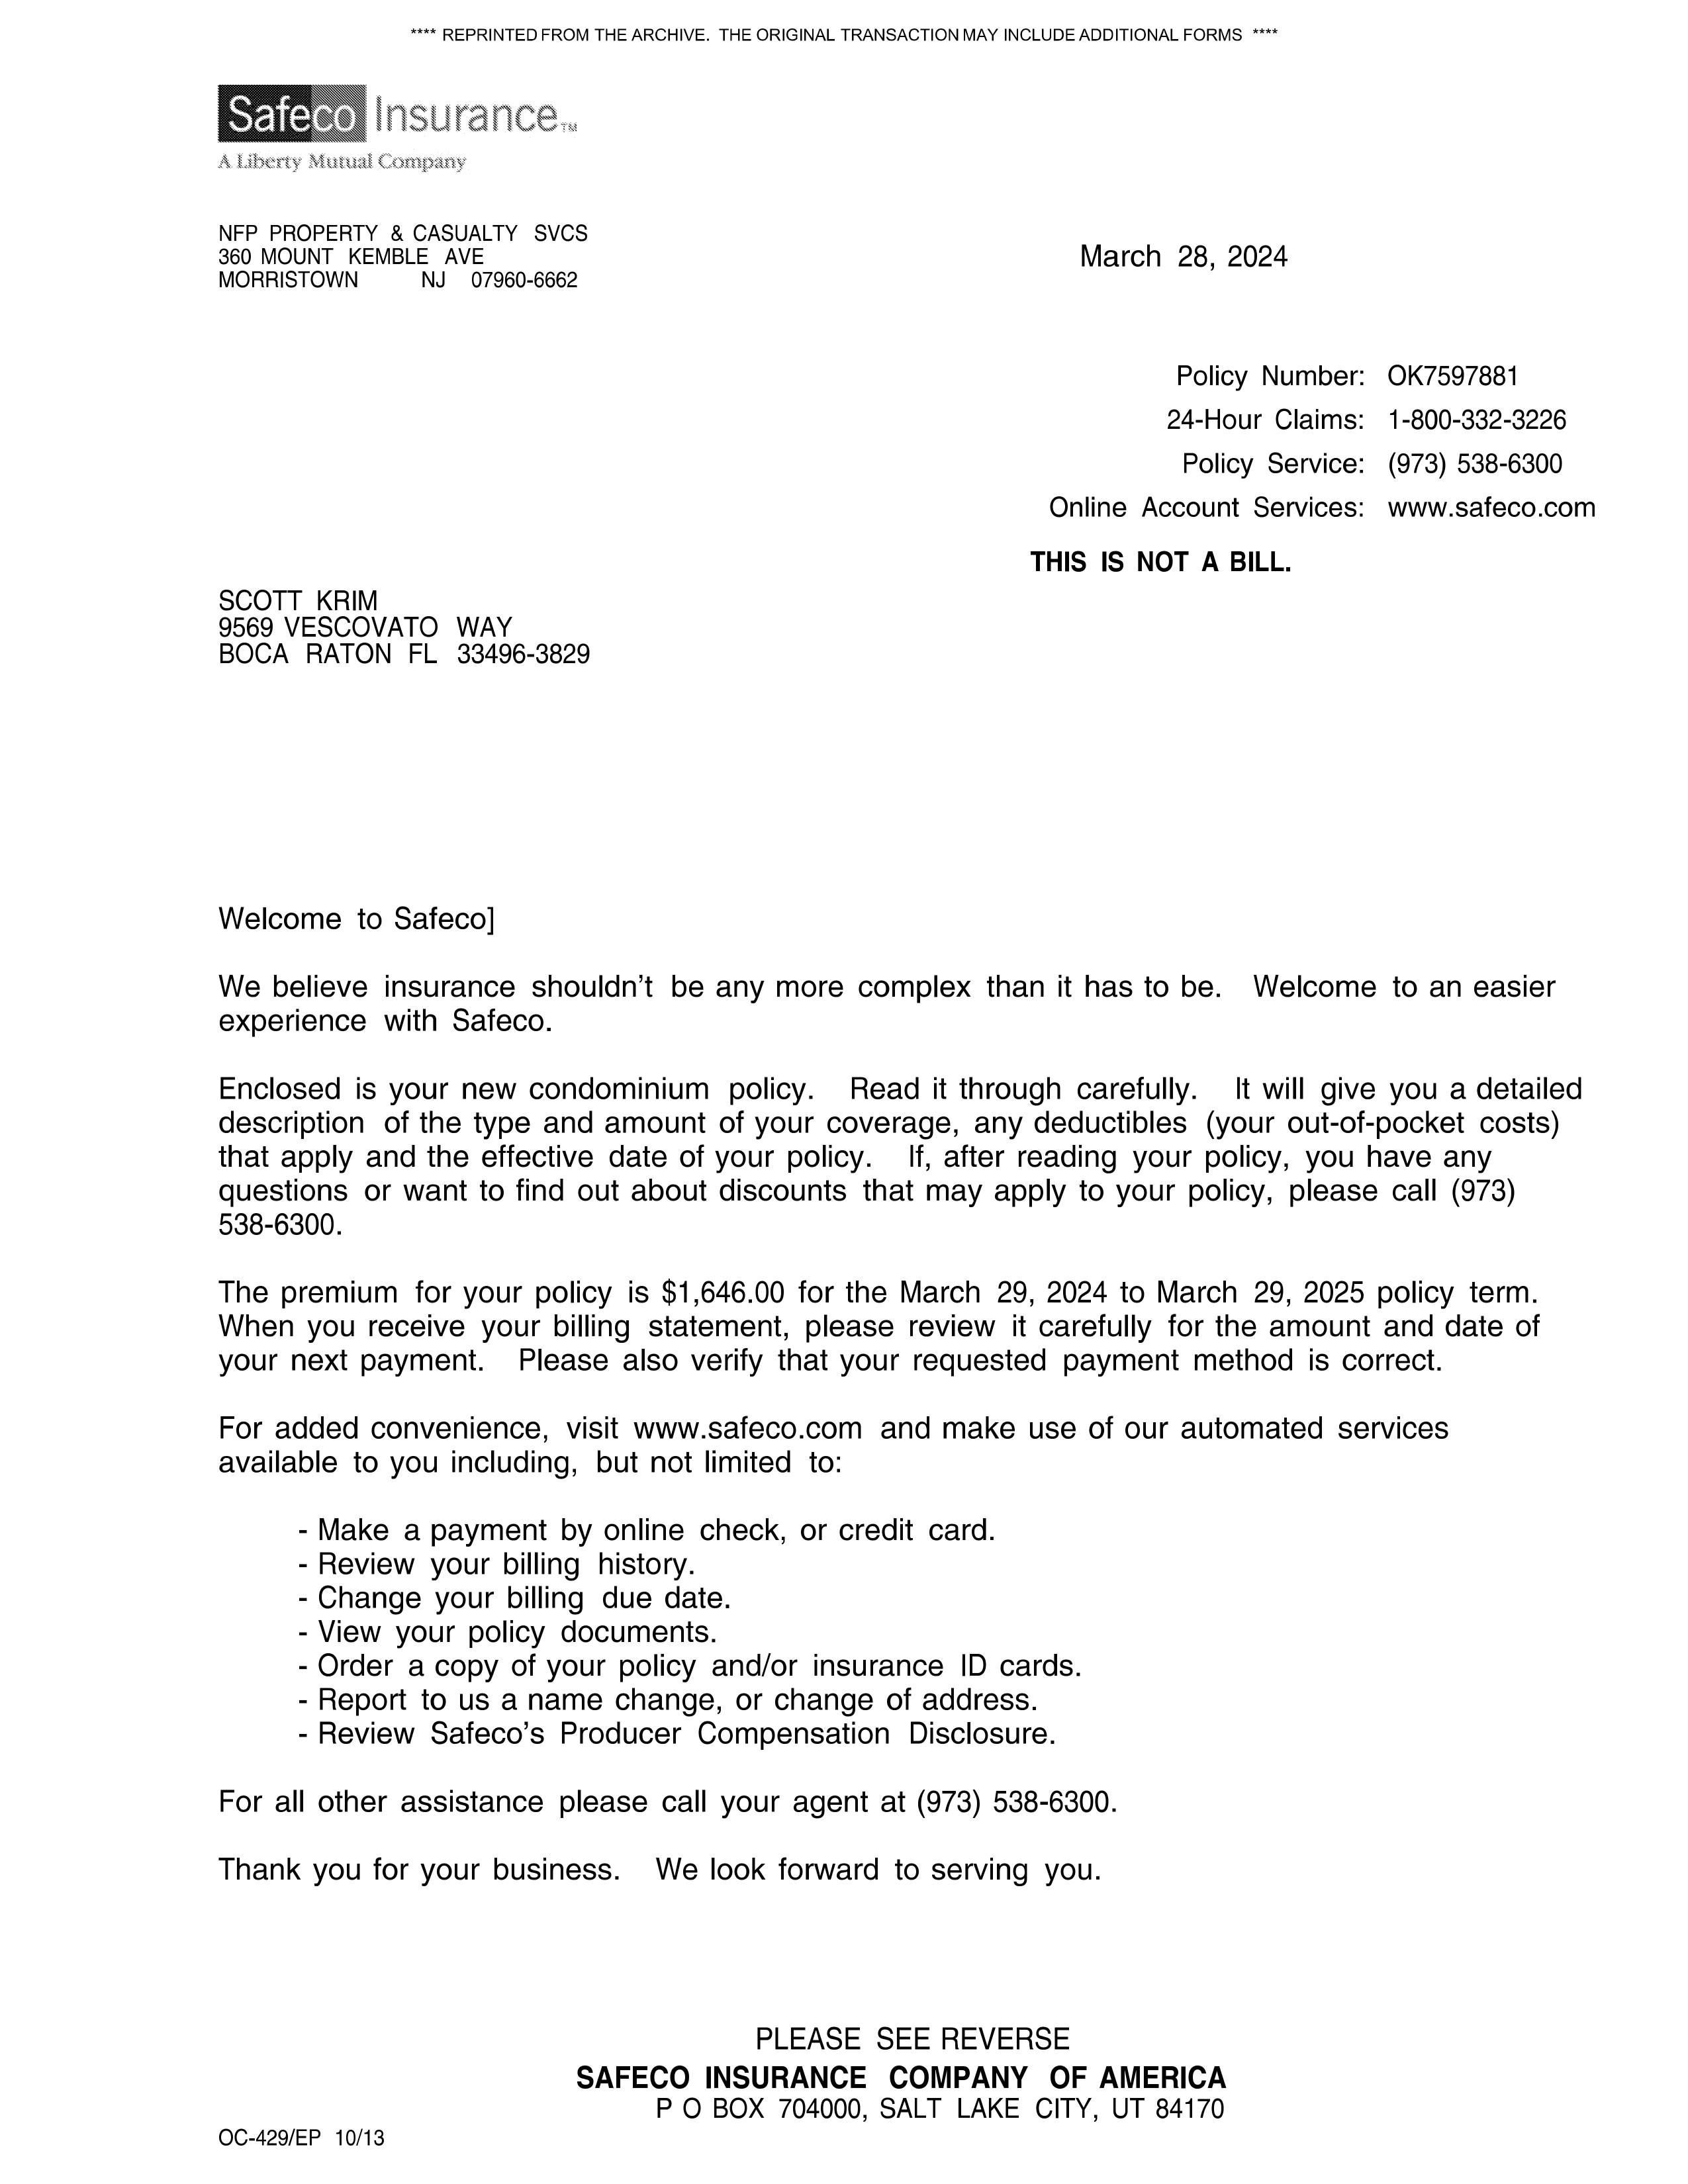 **** REPRINTED FROM THE ARCHIVE. THE ORIGINAL TRANSACTION MAY INCLUDE ADDITIONAL FORMS ****
Safeco Insurance™
A Liberty Mutual Company
NFP PROPERTY & CASUALTY SVCS
360 MOUNT KEMBLE AVE
MORRISTOWN NJ 07960-6662
March 28, 2024
Policy Number: OK7597881
24-Hour Claims: 1-800-332-3226
Policy Service: (973) 538-6300
Online Account Services: www.safeco.com
THIS IS NOT A BILL.
SCOTT KRIM
9569 VESCOVATO WAY
BOCA RATON FL 33496-3829
Welcome to Safeco]
We believe insurance shouldn't be any more complex than it has to be. Welcome to an easier
experience with Safeco.
Enclosed is your new condominium policy. Read it through carefully. It will give you a detailed
description of the type and amount of your coverage, any deductibles (your out-of-pocket costs)
that apply and the effective date of your policy. If, after reading your policy, you have any
questions or want to find out about discounts that may apply to your policy, please call (973)
538-6300.
The premium for your policy is $1,646.00 for the March 29, 2024 to March 29, 2025 policy term.
When you receive your billing statement, please review it carefully for the amount and date of
your next payment. Please also verify that your requested payment method is correct.
For added convenience, visit www.safeco.com and make use of our automated services
available to you including, but not limited to:
- Make a payment by online check, or credit card.
- Review your billing history.
- Change your billing due date.
- View your policy documents.
- Order a copy of your policy and/or insurance ID cards.
- Report to us a name change, or change of address.
- Review Safeco's Producer Compensation Disclosure.
For all other assistance please call your agent at (973) 538-6300.
Thank you for your business. We look forward to serving you.
PLEASE SEE REVERSE
SAFECO INSURANCE COMPANY OF AMERICA
P O BOX 704000, SALT LAKE CITY, UT 84170
OC-429/EP 10/13